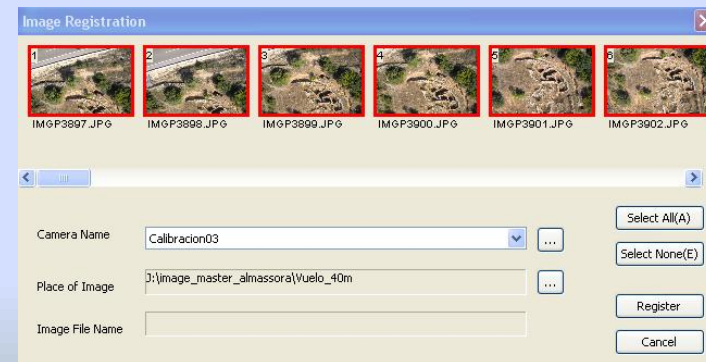 Image Registration
1 2 3 4 5 6
IMGP3897.JPG IMGP3898.JPG IMGP3899.JPG IMGP3900.JPG IMGP3901.JPG IMGP3902.JPG
Select All(A)
Camera Name Calibracion03 ...
Select None(E)
Place of Image J:\image_master_almassora\Vuelo_40m ...
Register
Image File Name
Cancel